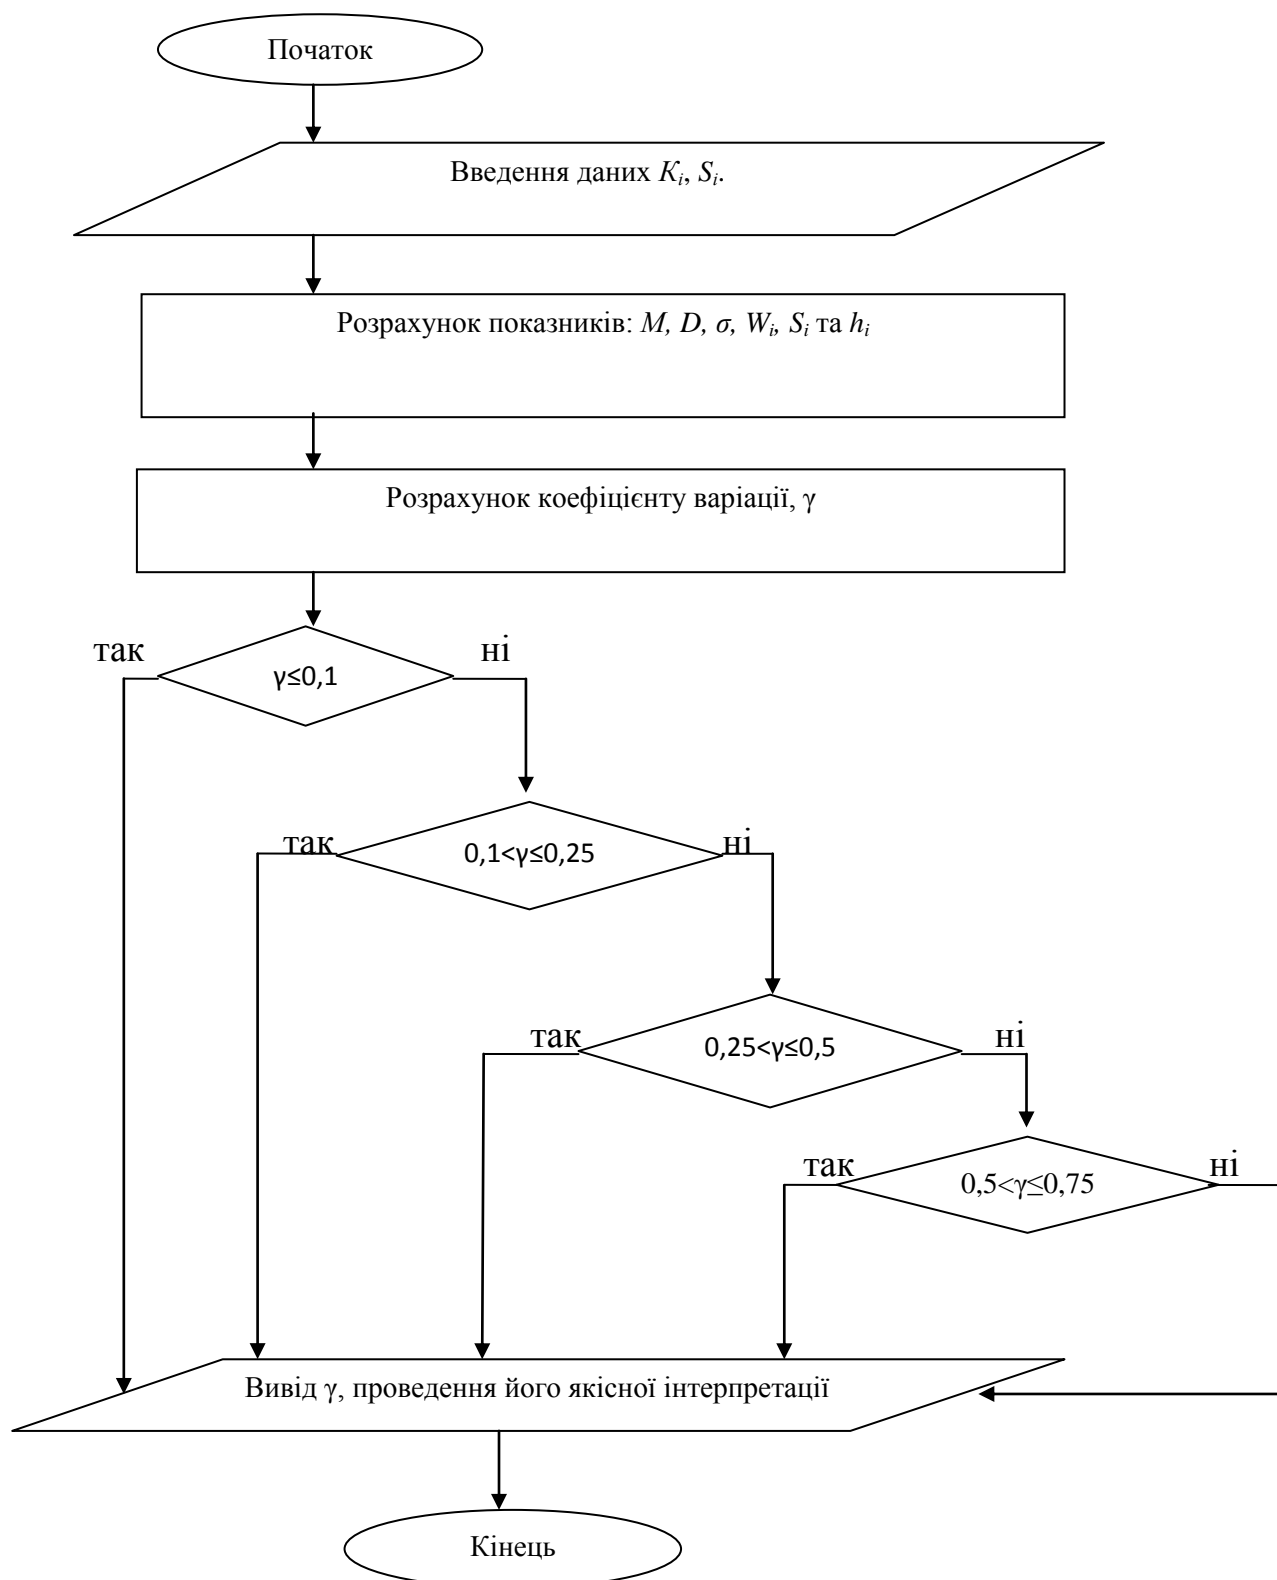 Початок
Введення даних Kᵢ, Sᵢ.
Розрахунок показників: M, D, σ, Wᵢ, Sᵢ та hᵢ
Розрахунок коефіцієнту варіації, γ
так
ні
γ≤0,1
так
0,1<γ≤0,25
ні
так
0,25<γ≤0,5
ні
так
0,5<γ≤0,75
ні
Вивід γ, проведення його якісної інтерпретації
Кінець